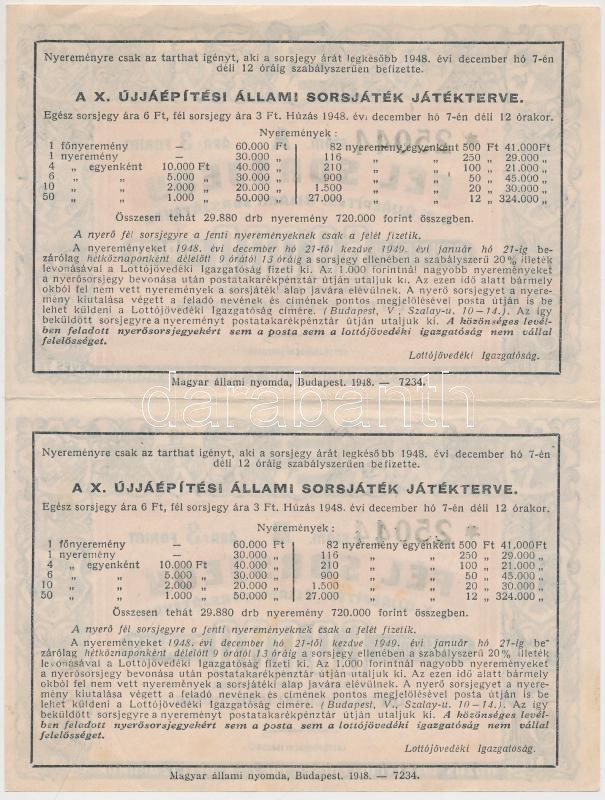 Nyereményre csak az tarthat igényt, aki a sorsjegy árát legkésőbb 1948. évi december hó 7-én
déli 12 óráig szabályszerüen befizette.
A X. ÚJJÁÉPÍTÉSI ÁLLAMI SORSJÁTÉK JÁTÉKTERVE.
Egész sorsjegy ára 6 Ft, fél sorsjegy ára 3 Ft. Húzás 1948. évi december hó 7-én déli 12 órakor.
Nyeremények :
1 főnyeremény — 60.000 Ft 82 nyeremény egyenként 500 Ft 41.000 Ft
1 nyeremény — 30.000 „ 116 „ „ 250 „ 29.000 „
4 „ egyenként 10.000 Ft 40.000 „ 210 „ „ 100 „ 21.000 „
6 „ „ 5.000 „ 30.000 „ 900 „ „ 50 „ 45.000 „
10 „ „ 2.000 „ 20.000 „ 1.500 „ „ 20 „ 30.000 „
50 „ „ 1.000 „ 50.000 „ 27.000 „ „ 12 „ 324.000 „
Összesen tehát 29.880 drb nyeremény 720.000 forint összegben.
A nyerő fél sorsjegyre a fenti nyereményeknek csak a felét fizetik.
A nyereményeket 1948. évi december hó 21-től kezdve 1949. évi január hó 21-ig be-
zárólag hétköznaponként délelőtt 9 órától 13 óráig a sorsjegy ellenében a szabályszerű 20% illeték
levonásával a Lottójövedéki Igazgatóság fizeti ki. Az 1.000 forintnál nagyobb nyereményeket
a nyerősorsjegy bevonása után postatakarékpénztár útján utaljuk ki. Az ezen idő alatt bármely
okból fel nem vett nyeremények a sorsjátéki alap javára elévülnek. A nyerő sorsjegyet a nyere-
mény kiutalása végett a feladó nevének és címének pontos megjelölésével posta útján is be
lehet küldeni a Lottójövedéki Igazgatóság címére. (Budapest, V., Szalay-u. 10—14.). Az így
beküldött sorsjegyre a nyereményt postatakarékpénztár útján utaljuk ki. A közönséges levél-
ben feladott nyerősorsjegyekért sem a posta sem a lottójövedéki igazgatóság nem vállal
felelősséget.
Lottójövedéki Igazgatóság.
Magyar állami nyomda, Budapest. 1948. — 7234.
darabanth
Nyereményre csak az tarthat igényt, aki a sorsjegy árát legkésőbb 1948. évi december hó 7-én
déli 12 óráig szabályszerüen befizette.
A X. ÚJJÁÉPÍTÉSI ÁLLAMI SORSJÁTÉK JÁTÉKTERVE.
Egész sorsjegy ára 6 Ft, fél sorsjegy ára 3 Ft. Húzás 1948. évi december hó 7-én déli 12 órakor.
Nyeremények :
1 főnyeremény — 60.000 Ft 82 nyeremény egyenként 500 Ft 41.000 Ft
1 nyeremény — 30.000 „ 116 „ „ 250 „ 29.000 „
4 „ egyenként 10.000 Ft 40.000 „ 210 „ „ 100 „ 21.000 „
6 „ „ 5.000 „ 30.000 „ 900 „ „ 50 „ 45.000 „
10 „ „ 2.000 „ 20.000 „ 1.500 „ „ 20 „ 30.000 „
50 „ „ 1.000 „ 50.000 „ 27.000 „ „ 12 „ 324.000 „
Összesen tehát 29.880 drb nyeremény 720.000 forint összegben.
A nyerő fél sorsjegyre a fenti nyereményeknek csak a felét fizetik.
A nyereményeket 1948. évi december hó 21-től kezdve 1949. évi január hó 21-ig be-
zárólag hétköznaponként délelőtt 9 órától 13 óráig a sorsjegy ellenében a szabályszerű 20% illeték
levonásával a Lottójövedéki Igazgatóság fizeti ki. Az 1.000 forintnál nagyobb nyereményeket
a nyerősorsjegy bevonása után postatakarékpénztár útján utaljuk ki. Az ezen idő alatt bármely
okból fel nem vett nyeremények a sorsjátéki alap javára elévülnek. A nyerő sorsjegyet a nyere-
mény kiutalása végett a feladó nevének és címének pontos megjelölésével posta útján is be
lehet küldeni a Lottójövedéki Igazgatóság címére. (Budapest, V., Szalay-u. 10—14.). Az így
beküldött sorsjegyre a nyereményt postatakarékpénztár útján utaljuk ki. A közönséges levél-
ben feladott nyerősorsjegyekért sem a posta sem a lottójövedéki igazgatóság nem vállal
felelősséget.
Lottójövedéki Igazgatóság.
Magyar állami nyomda, Budapest. 1948. — 7234.